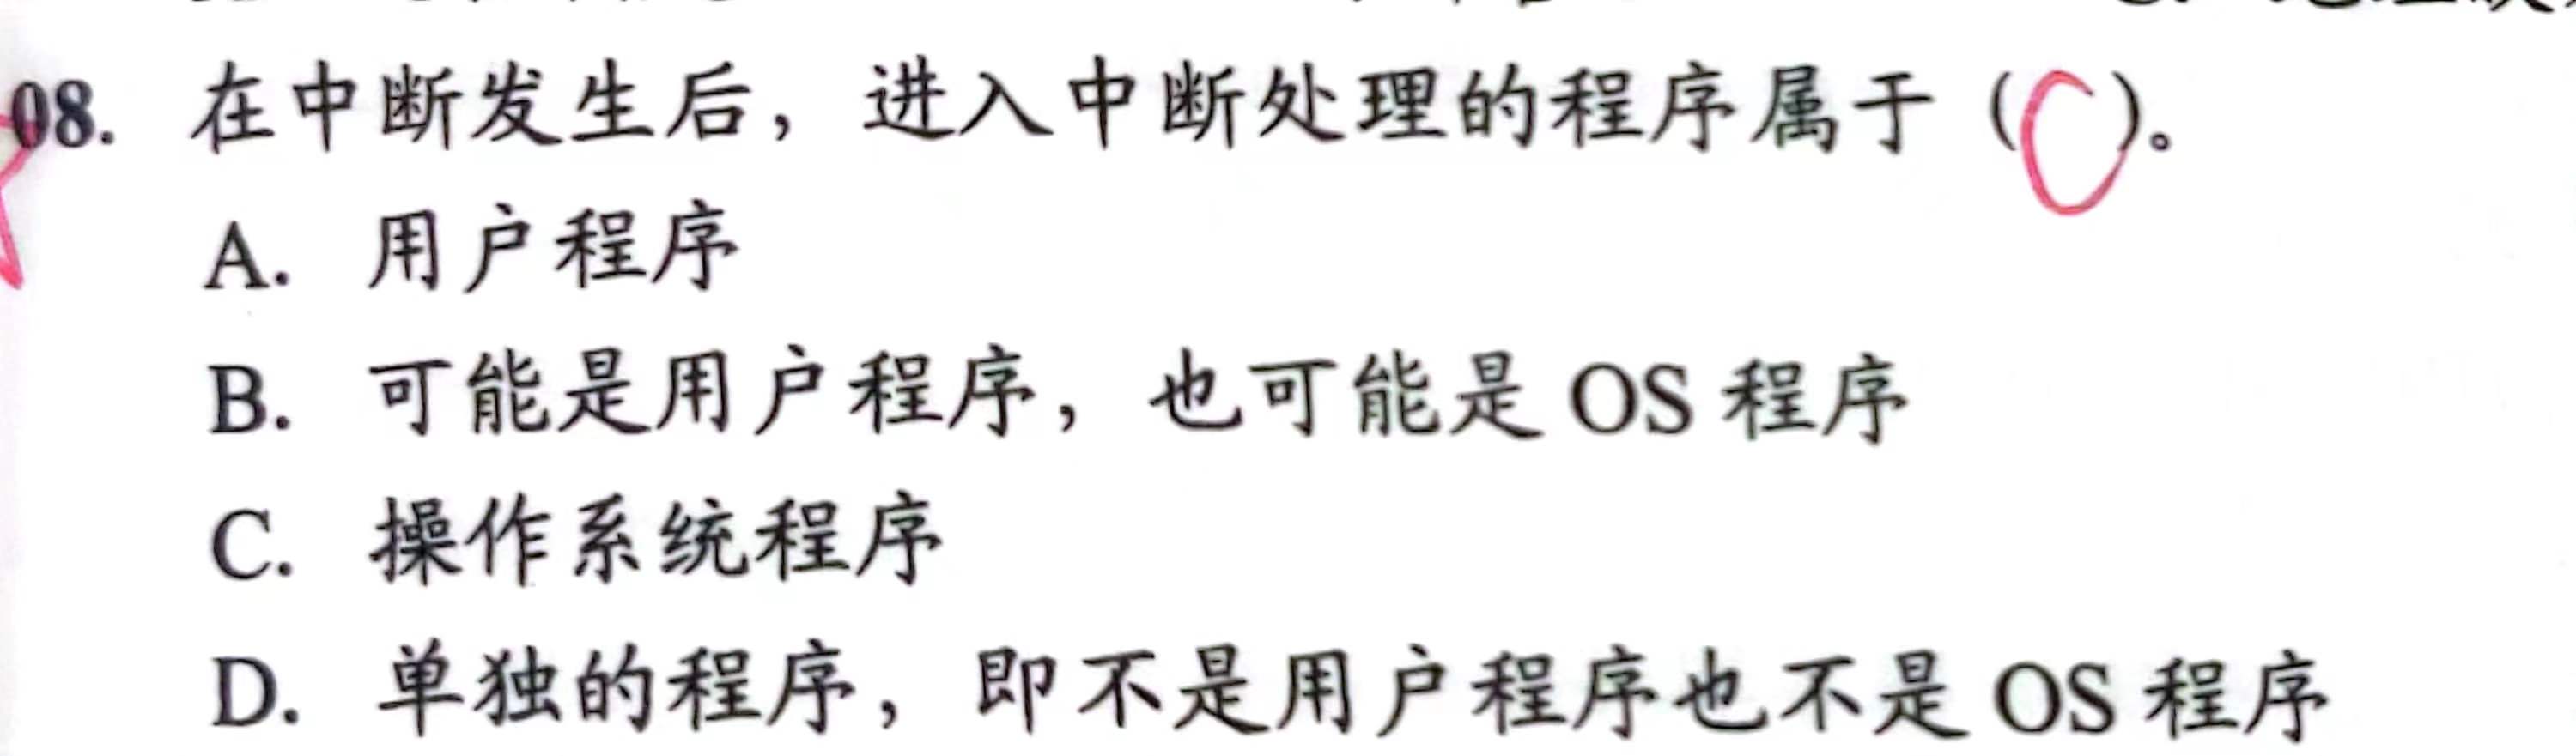 08. 在中断发生后，进入中断处理的程序属于（C）。
A. 用户程序
B. 可能是用户程序，也可能是 OS 程序
C. 操作系统程序
D. 单独的程序，即不是用户程序也不是 OS 程序